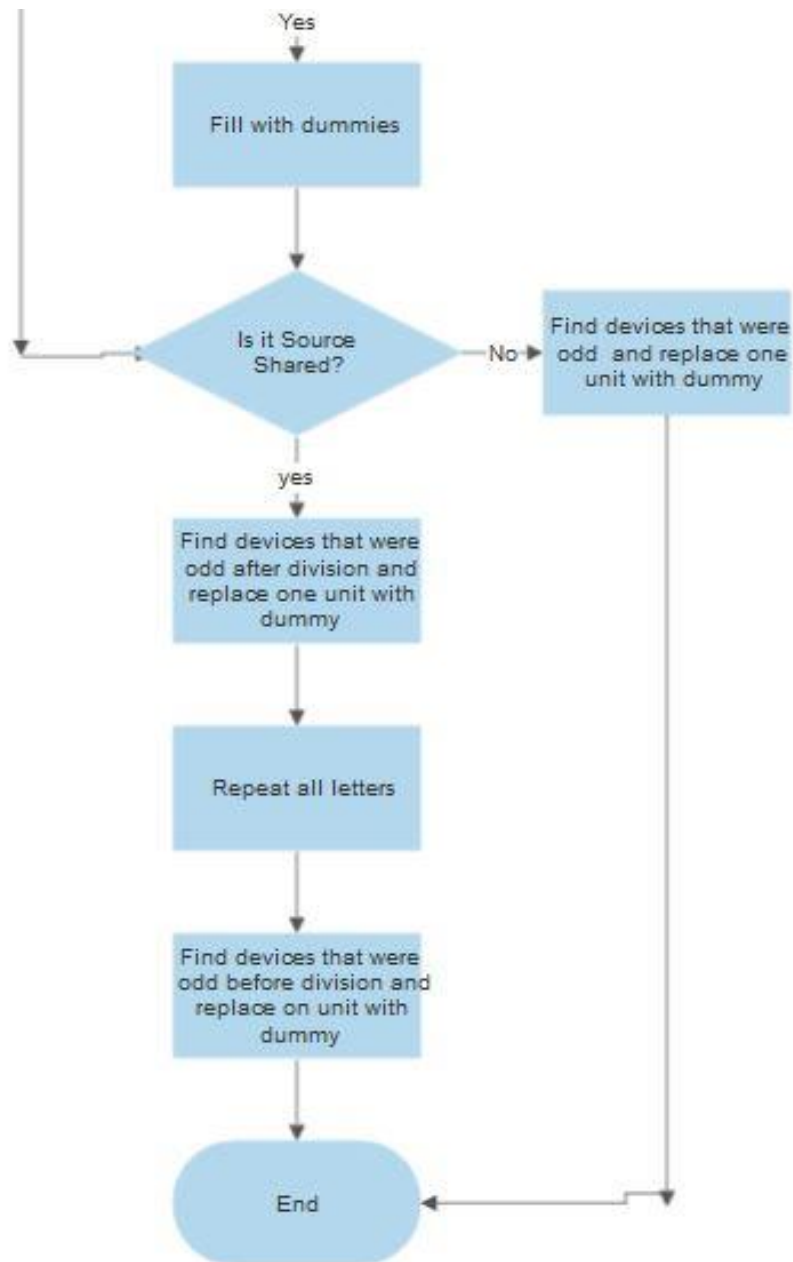 Yes
Fill with dummies
Is it Source
Shared?
No
Find devices that were
odd and replace one
unit with dummy
yes
Find devices that were
odd after division and
replace one unit with
dummy
Repeat all letters
Find devices that were
odd before division and
replace on unit with
dummy
End